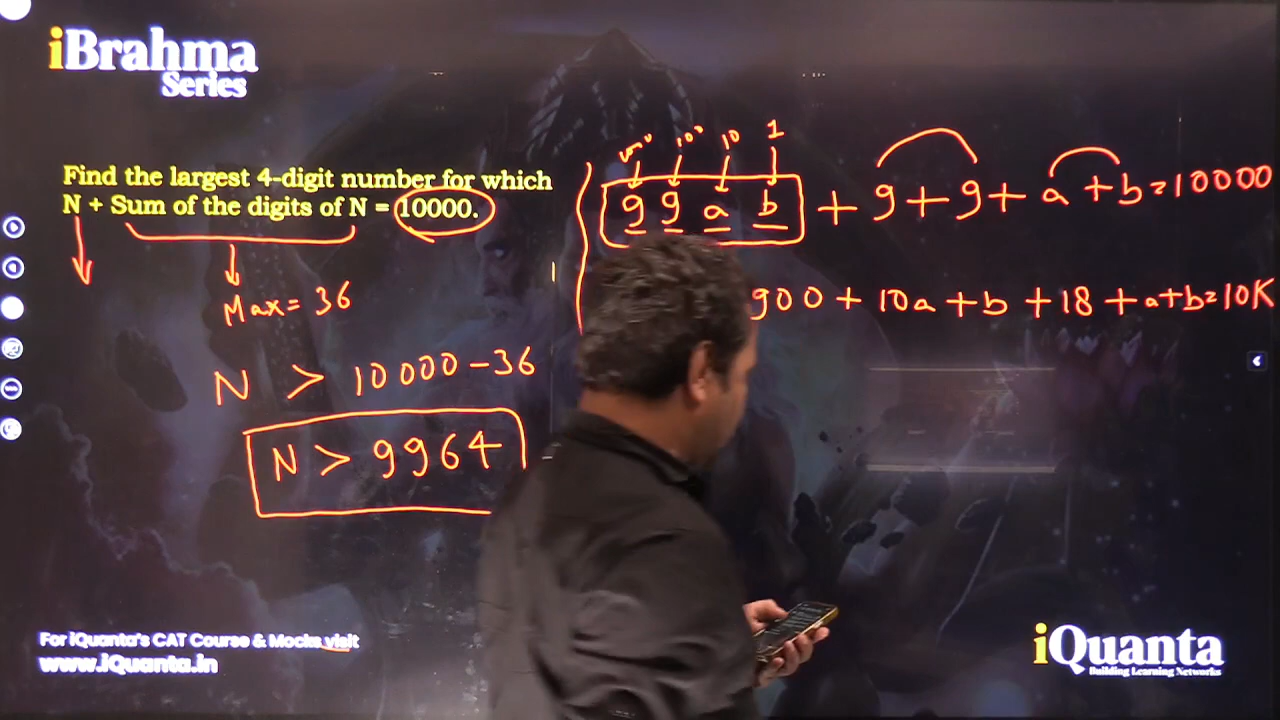 iBrahma
Series
Find the largest 4-digit number for which
N + Sum of the digits of N = 10000.
Max = 36
N > 10000 - 36
N > 9964
10 1
9 9 a b + 9 + 9 + a + b = 10000
900 + 10a + b + 18 + a + b = 10K
For iQuanta's CAT Course & Mocks visit
www.iQuanta.in
iQuanta
Building Learning Networks